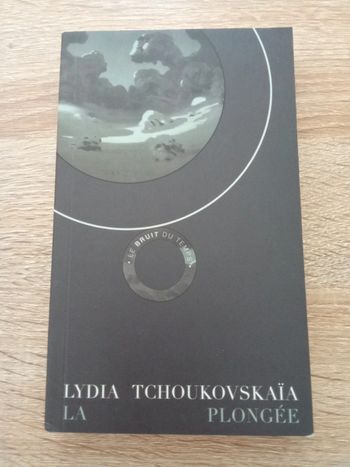 • LE BRUIT DU TEMPS •
LYDIA TCHOUKOVSKAÏA
LA PLONGÉE